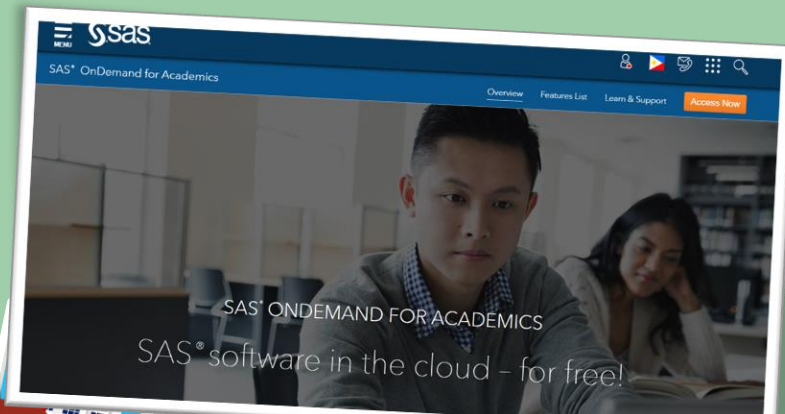 MENU
sas
SAS® OnDemand for Academics
Overview Features List Learn & Support Access Now
SAS® ONDEMAND FOR ACADEMICS
SAS® software in the cloud – for free!